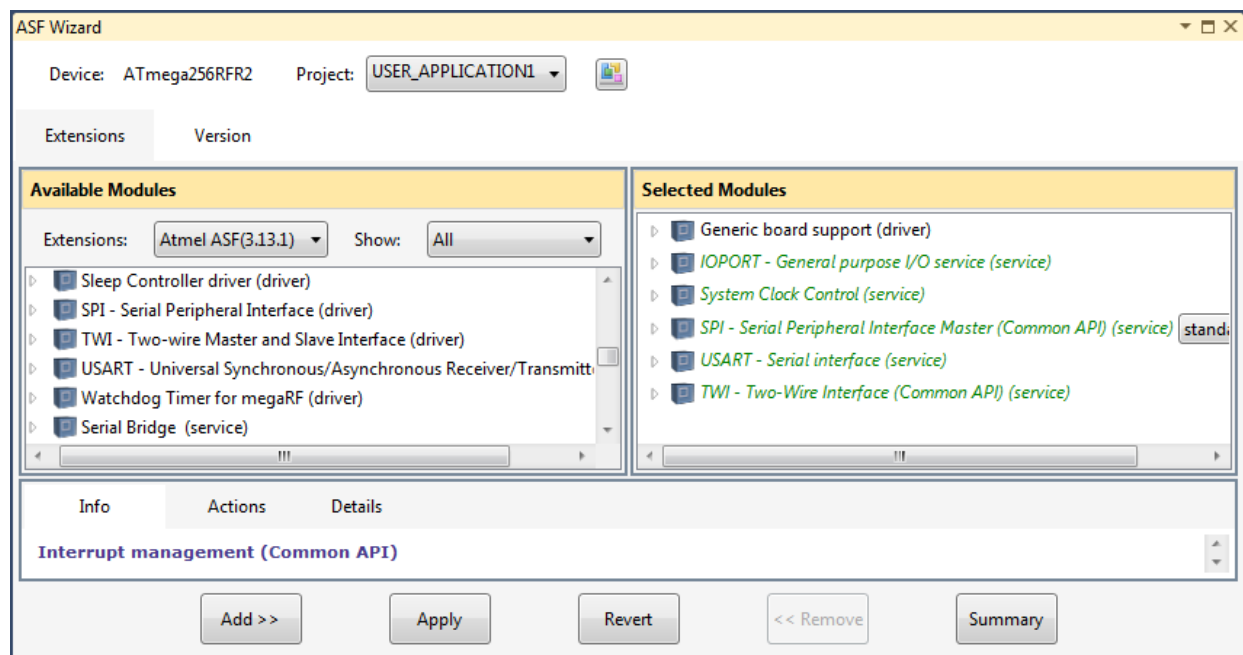 ASF Wizard
Device: ATmega256RFR2 Project: USER_APPLICATION1
Extensions Version
Available Modules
Extensions: Atmel ASF(3.13.1) Show: All
Sleep Controller driver (driver)
SPI - Serial Peripheral Interface (driver)
TWI - Two-wire Master and Slave Interface (driver)
USART - Universal Synchronous/Asynchronous Receiver/Transmitt
Watchdog Timer for megaRF (driver)
Serial Bridge (service)
Selected Modules
Generic board support (driver)
IOPORT - General purpose I/O service (service)
System Clock Control (service)
SPI - Serial Peripheral Interface Master (Common API) (service) standa
USART - Serial interface (service)
TWI - Two-Wire Interface (Common API) (service)
Info Actions Details
Interrupt management (Common API)
Add >> Apply Revert << Remove Summary